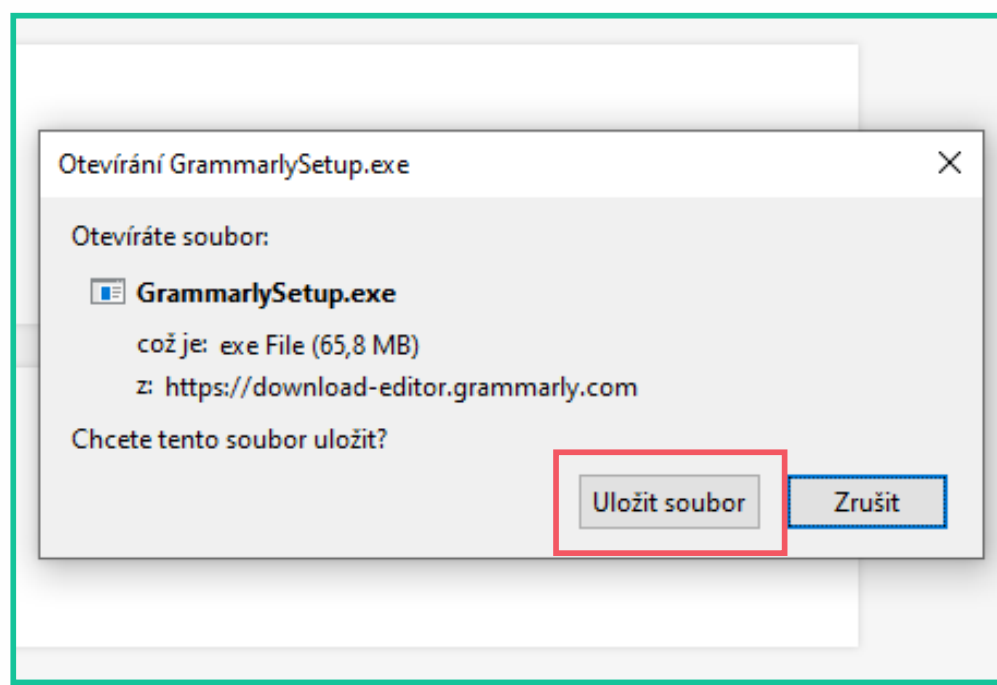 Otevírání GrammarlySetup.exe
Otevíráte soubor:
GrammarlySetup.exe
což je: exe File (65,8 MB)
z: https://download-editor.grammarly.com
Chcete tento soubor uložit?
Uložit soubor Zrušit